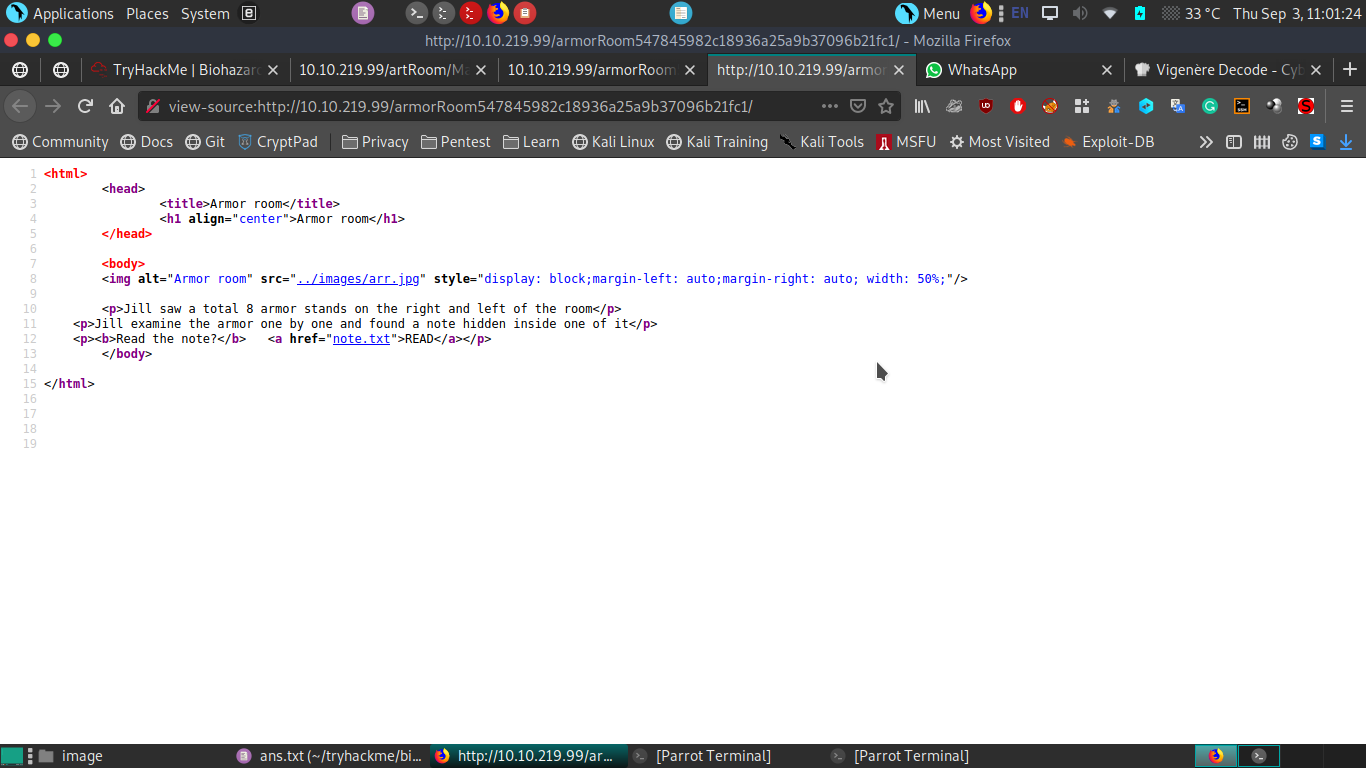 Applications Places System Menu EN 33 °C Thu Sep 3, 11:01:24
http://10.10.219.99/armorRoom547845982c18936a25a9b37096b21fc1/ - Mozilla Firefox
TryHackMe | Biohazar 10.10.219.99/artRoom/Ma 10.10.219.99/armorRoom http://10.10.219.99/armor WhatsApp Vigenère Decode - Cyb
view-source:http://10.10.219.99/armorRoom547845982c18936a25a9b37096b21fc1/
Community Docs Git CryptPad Privacy Pentest Learn Kali Linux Kali Training Kali Tools MSFU Most Visited Exploit-DB
1 <html>
2 <head>
3 <title>Armor room</title>
4 <h1 align="center">Armor room</h1>
5 </head>
6
7 <body>
8 <img alt="Armor room" src="../images/arr.jpg" style="display: block;margin-left: auto;margin-right: auto; width: 50%;"/>
9
10 <p>Jill saw a total 8 armor stands on the right and left of the room</p>
11 <p>Jill examine the armor one by one and found a note hidden inside one of it</p>
12 <p><b>Read the note?</b> <a href="note.txt">READ</a></p>
13 </body>
14
15 </html>
16
17
18
19
image ans.txt (~/tryhackme/bi... http://10.10.219.99/ar... [Parrot Terminal] [Parrot Terminal]